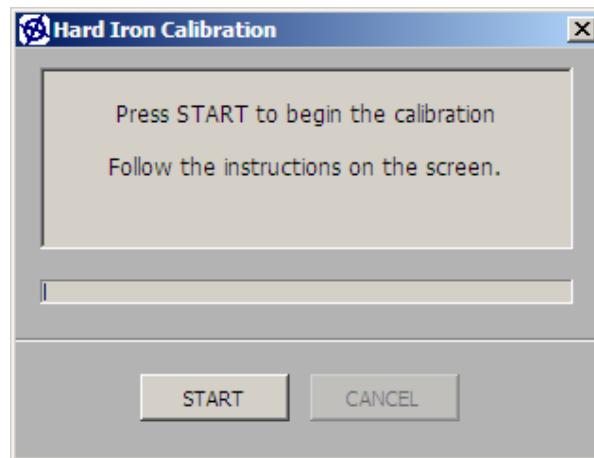 Hard Iron Calibration
Press START to begin the calibration
Follow the instructions on the screen.
START
CANCEL